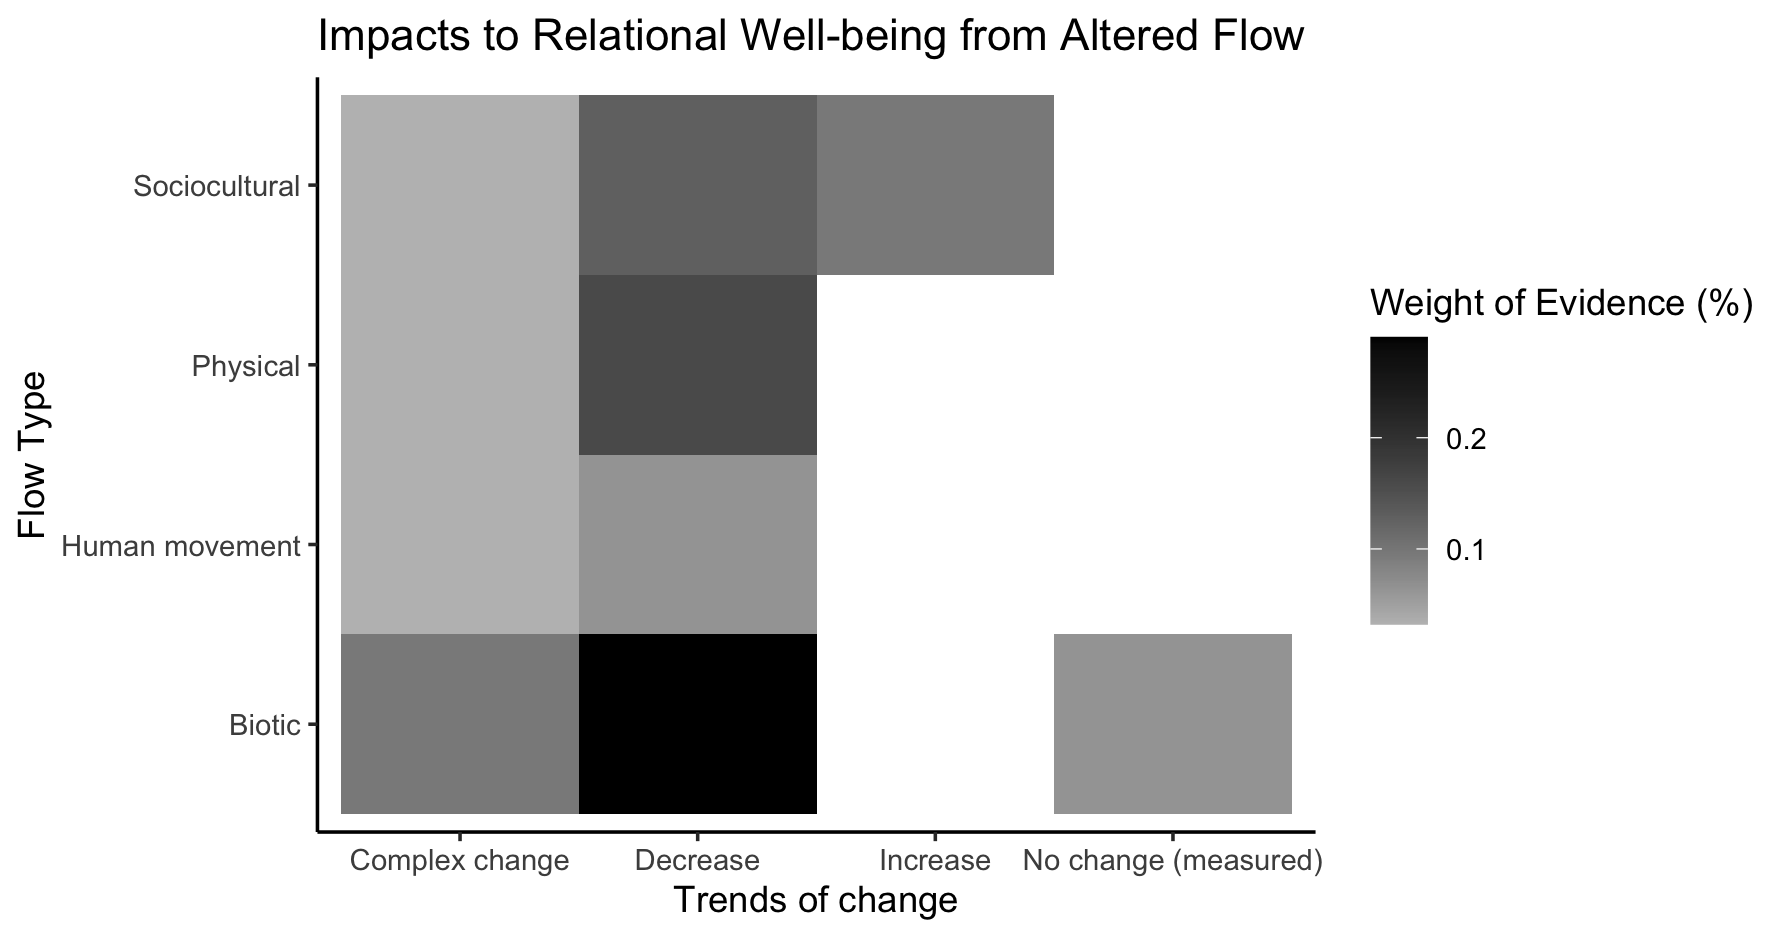 Impacts to Relational Well-being from Altered Flow
Flow Type
Sociocultural
Physical
Human movement
Biotic
Complex change
Decrease
Increase
No change (measured)
Trends of change
Weight of Evidence (%)
0.2
0.1